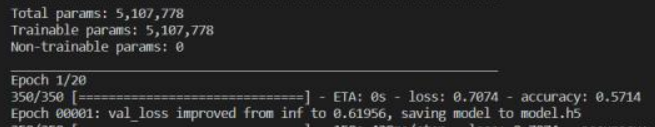 Total params: 5,107,778
Trainable params: 5,107,778
Non-trainable params: 0
Epoch 1/20
350/350 [==============================] - ETA: 0s - loss: 0.7074 - accuracy: 0.5714
Epoch 00001: val_loss improved from inf to 0.61956, saving model to model.h5